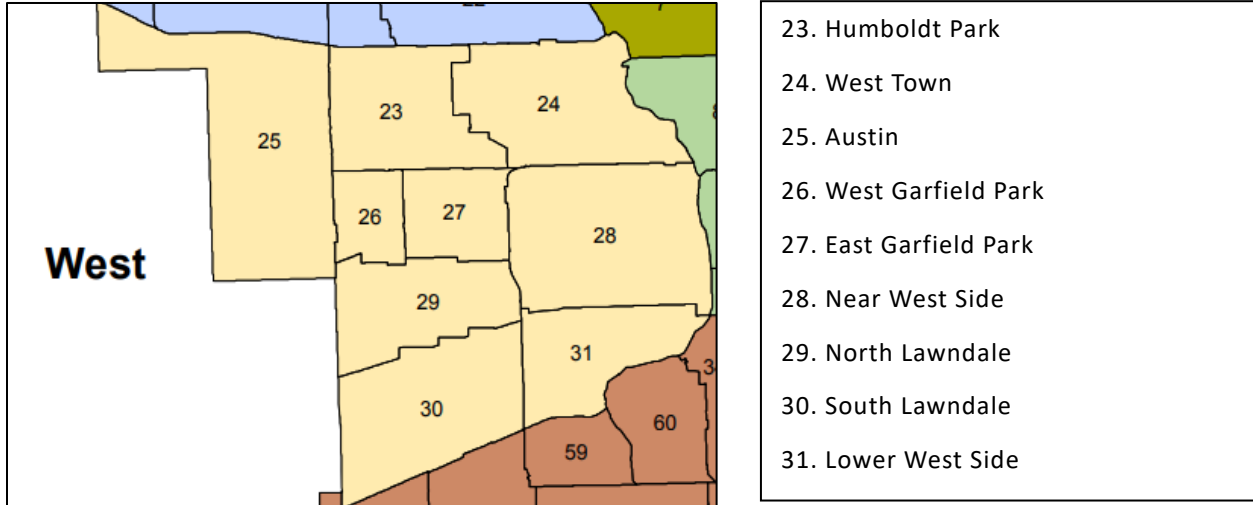 25
23
24
26
27
28
West
29
31
30
60
59
23. Humboldt Park
24. West Town
25. Austin
26. West Garfield Park
27. East Garfield Park
28. Near West Side
29. North Lawndale
30. South Lawndale
31. Lower West Side